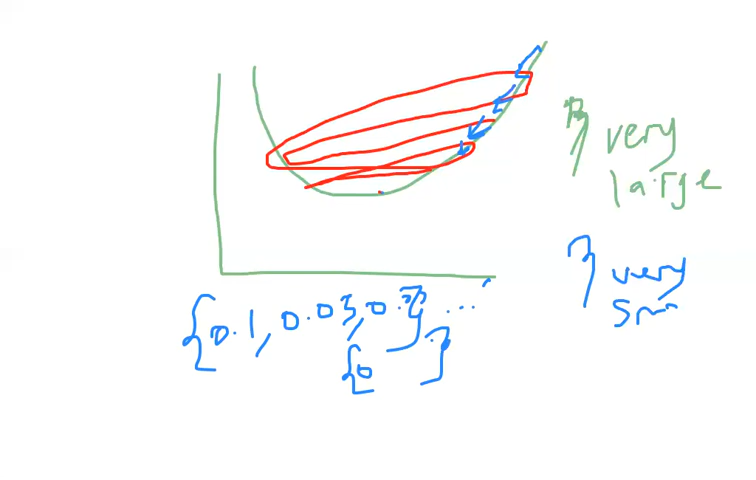 η very
large
η very
sm
{0.1, 0.03, 0.
{0